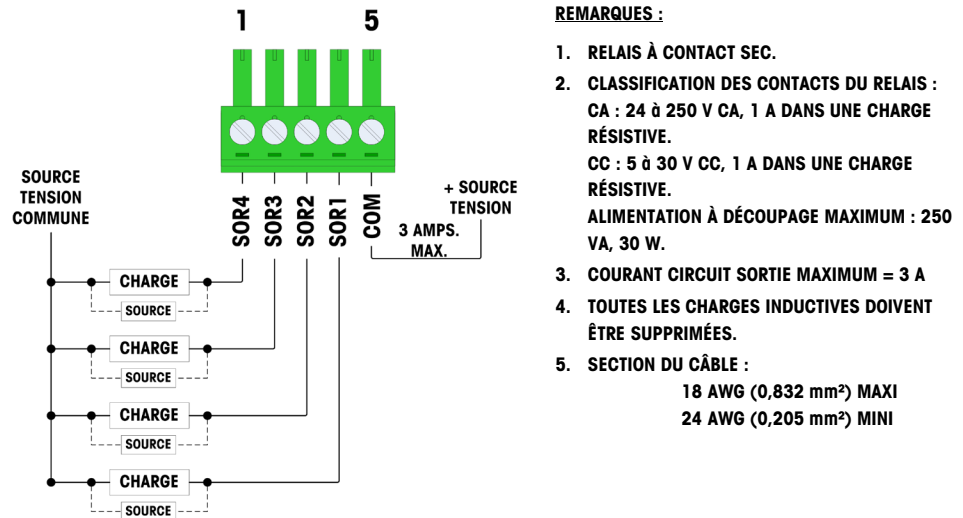 1
5
SOR4
SOR3
SOR2
SOR1
COM
+ SOURCE
TENSION
3 AMPS.
MAX.
SOURCE
TENSION
COMMUNE
CHARGE
SOURCE
CHARGE
SOURCE
CHARGE
SOURCE
CHARGE
SOURCE
REMARQUES :
1. RELAIS À CONTACT SEC.
2. CLASSIFICATION DES CONTACTS DU RELAIS :
CA : 24 à 250 V CA, 1 A DANS UNE CHARGE
RÉSISTIVE.
CC : 5 à 30 V CC, 1 A DANS UNE CHARGE
RÉSISTIVE.
ALIMENTATION À DÉCOUPAGE MAXIMUM : 250
VA, 30 W.
3. COURANT CIRCUIT SORTIE MAXIMUM = 3 A
4. TOUTES LES CHARGES INDUCTIVES DOIVENT
ÊTRE SUPPRIMÉES.
5. SECTION DU CÂBLE :
18 AWG (0,832 mm²) MAXI
24 AWG (0,205 mm²) MINI